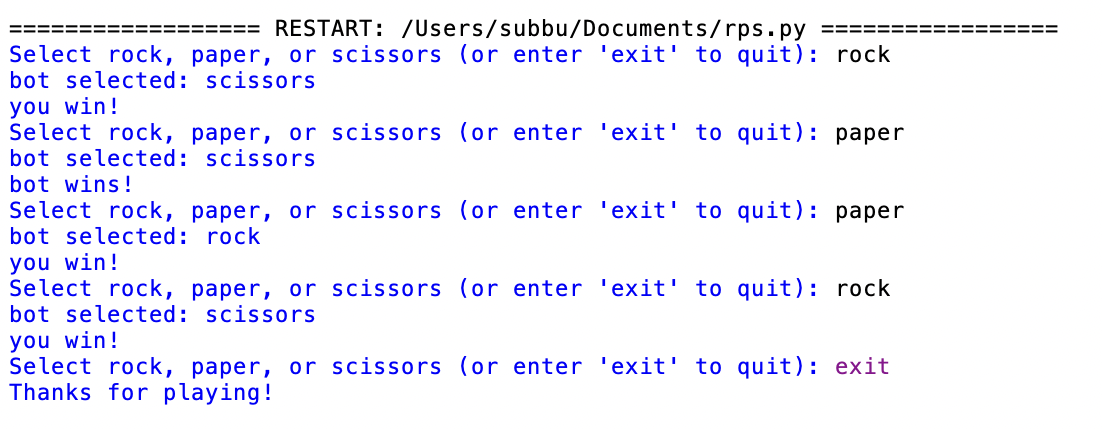 ================== RESTART: /Users/subbu/Documents/rps.py =================
Select rock, paper, or scissors (or enter 'exit' to quit): rock
bot selected: scissors
you win!
Select rock, paper, or scissors (or enter 'exit' to quit): paper
bot selected: scissors
bot wins!
Select rock, paper, or scissors (or enter 'exit' to quit): paper
bot selected: rock
you win!
Select rock, paper, or scissors (or enter 'exit' to quit): rock
bot selected: scissors
you win!
Select rock, paper, or scissors (or enter 'exit' to quit): exit
Thanks for playing!